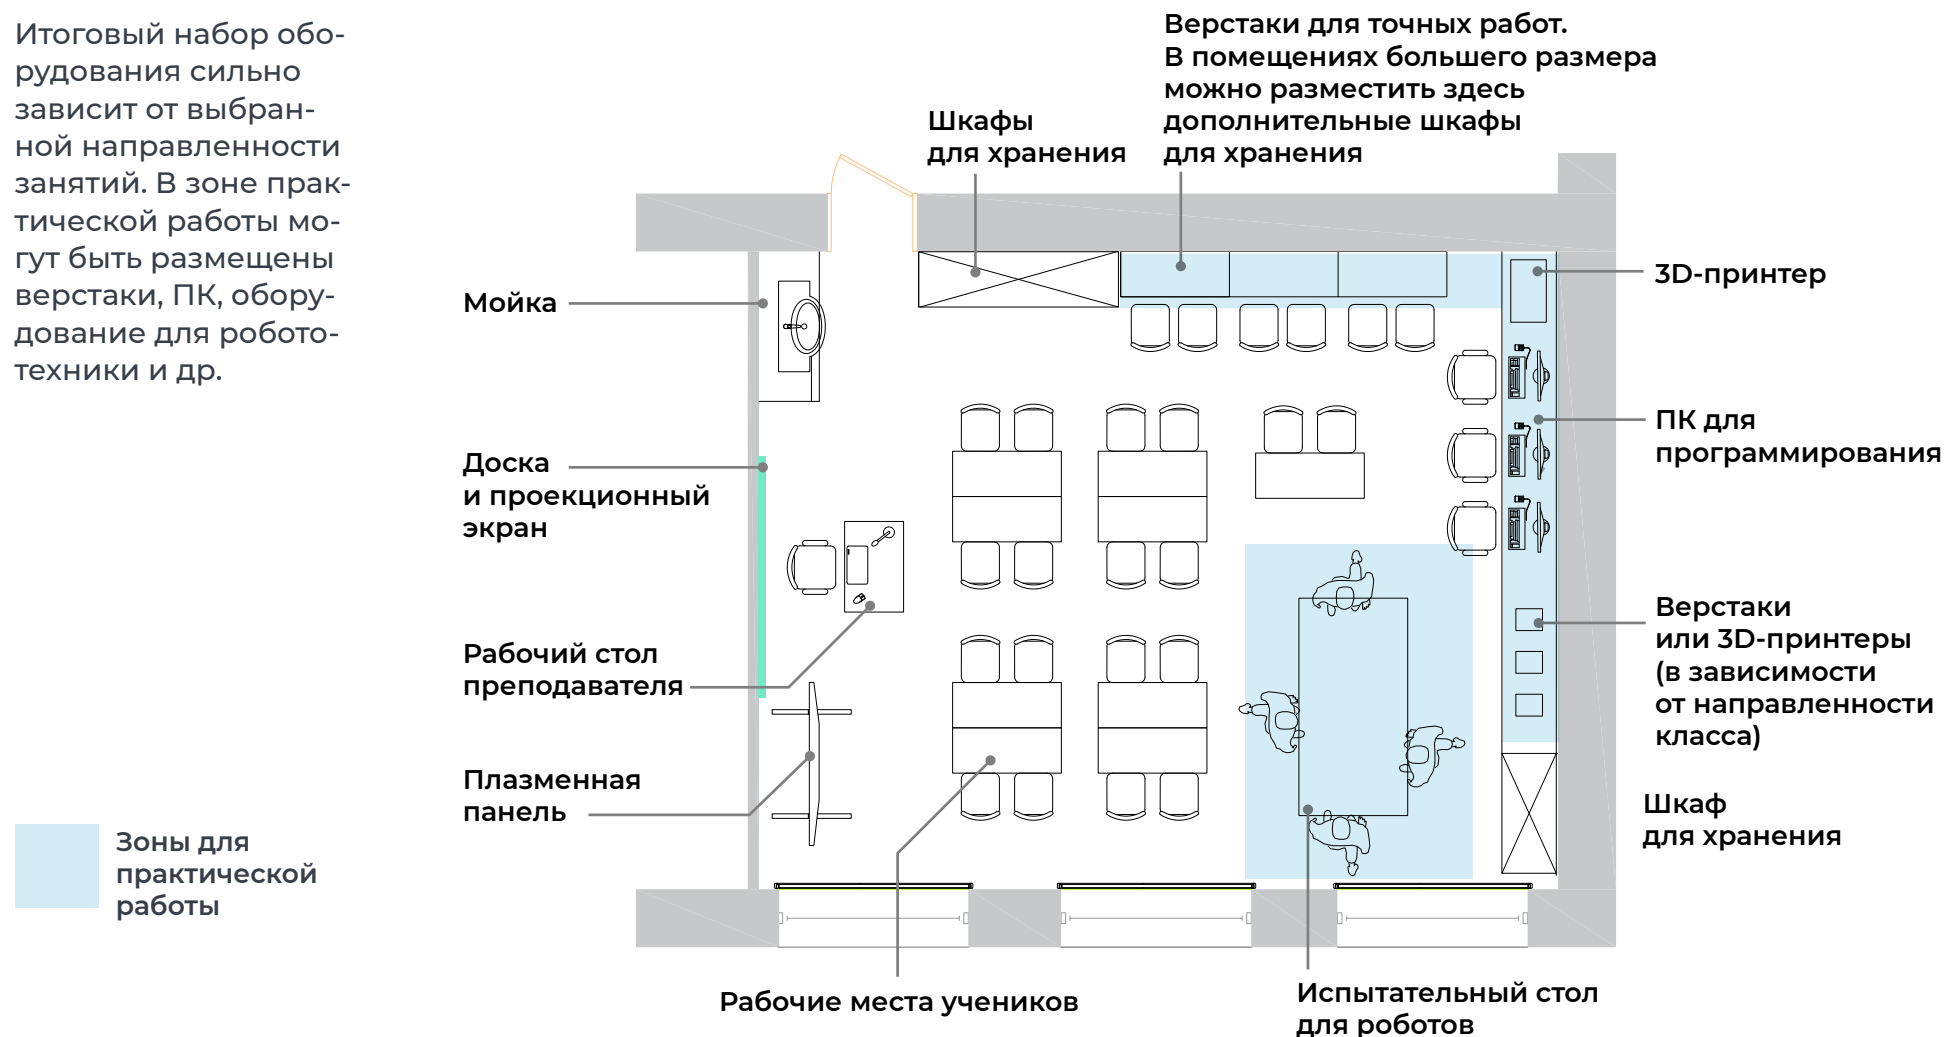 Итоговый набор обо-
рудования сильно
зависит от выбран-
ной направленности
занятий. В зоне прак-
тической работы мо-
гут быть размещены
верстаки, ПК, обору-
дование для робото-
техники и др.
Верстаки для точных работ.
В помещениях большего размера
можно разместить здесь
дополнительные шкафы
для хранения
Шкафы
для хранения
Мойка
3D-принтер
ПК для
программирования
Доска
и проекционный
экран
Верстаки
или 3D-принтеры
(в зависимости
от направленности
класса)
Рабочий стол
преподавателя
Плазменная
панель
Шкаф
для хранения
Зоны для
практической
работы
Рабочие места учеников
Испытательный стол
для роботов